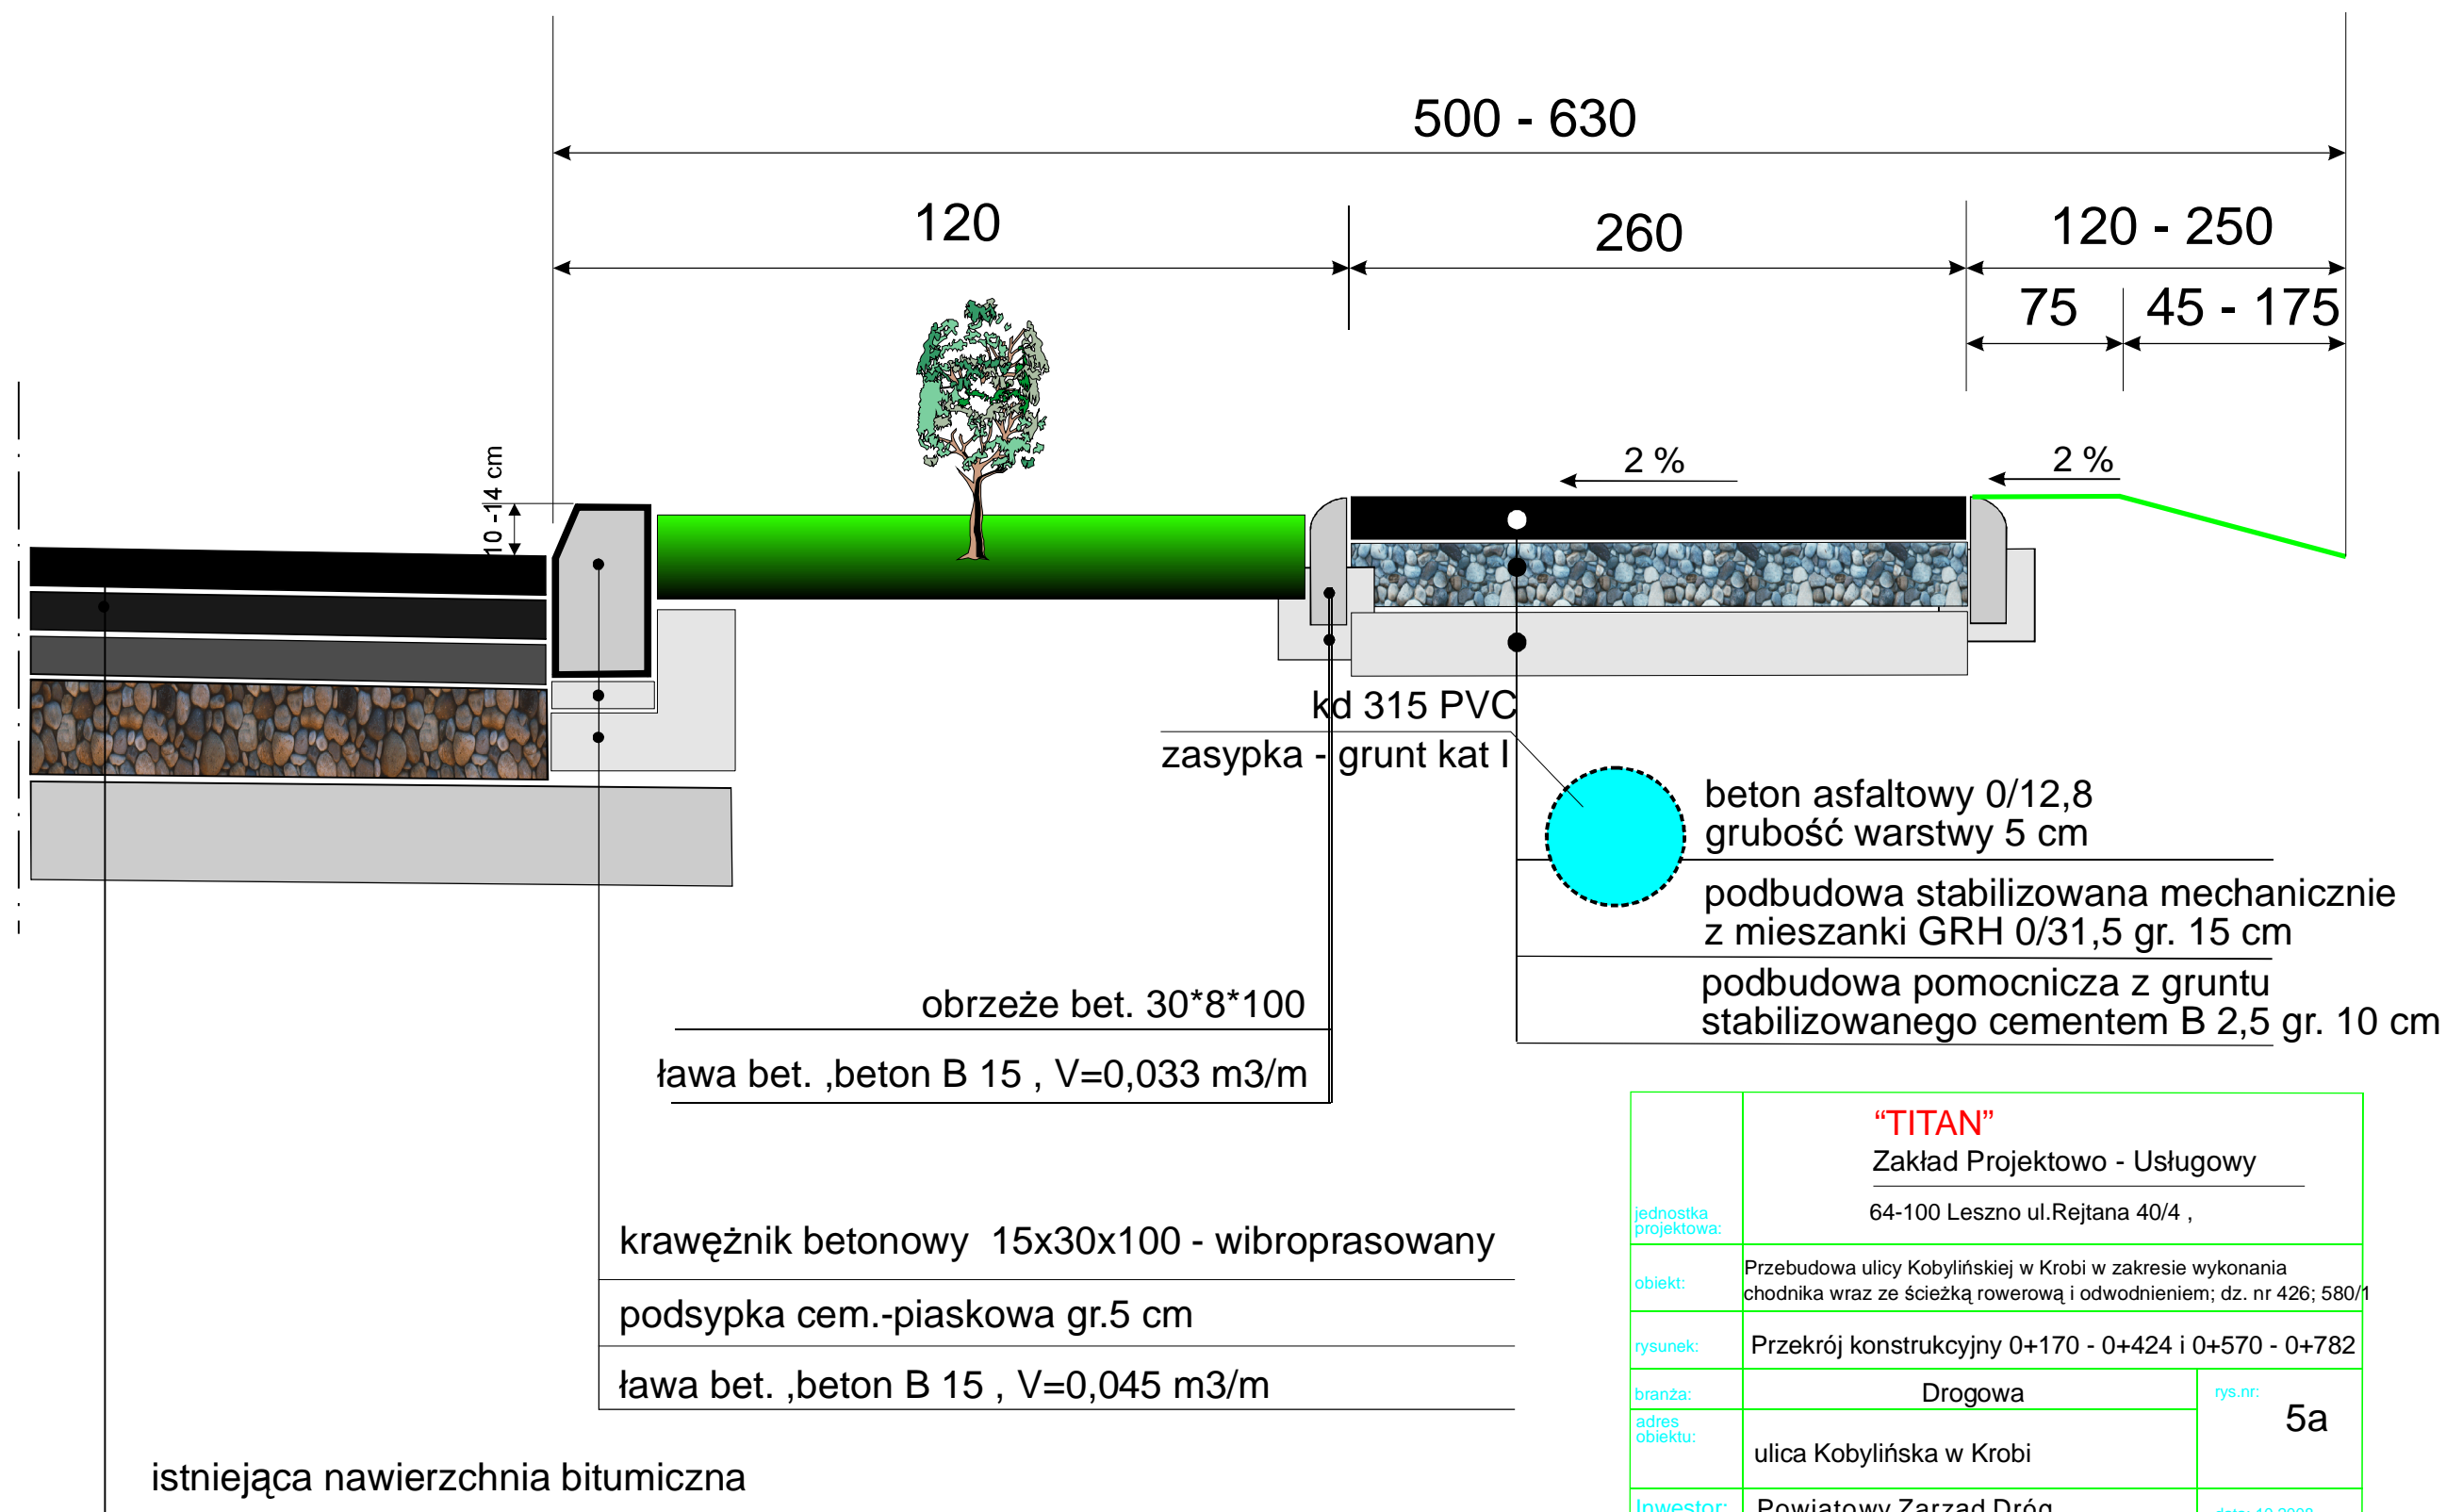 500 - 630
120
260
120 - 250
75
45 - 175
10 -14 cm
2 %
2 %
kd 315 PVC
zasypka - grunt kat I
beton asfaltowy 0/12,8
grubość warstwy 5 cm
podbudowa stabilizowana mechanicznie
z mieszanki GRH 0/31,5 gr. 15 cm
podbudowa pomocnicza z gruntu
stabilizowanego cementem B 2,5 gr. 10 cm
obrzeże bet. 30*8*100
ława bet. ,beton B 15 , V=0,033 m3/m
krawężnik betonowy 15x30x100 - wibroprasowany
podsypka cem.-piaskowa gr.5 cm
ława bet. ,beton B 15 , V=0,045 m3/m
istniejąca nawierzchnia bitumiczna
“TITAN”
Zakład Projektowo - Usługowy
64-100 Leszno ul.Rejtana 40/4 ,
jednostka
projektowa:
obiekt:
Przebudowa ulicy Kobylińskiej w Krobi w zakresie wykonania
chodnika wraz ze ścieżką rowerową i odwodnieniem; dz. nr 426; 580/1
rysunek:
Przekrój konstrukcyjny 0+170 - 0+424 i 0+570 - 0+782
branża:
Drogowa
rys.nr:
5a
adres
obiektu:
ulica Kobylińska w Krobi
Inwestor:
Powiatowy Zarząd Dróg